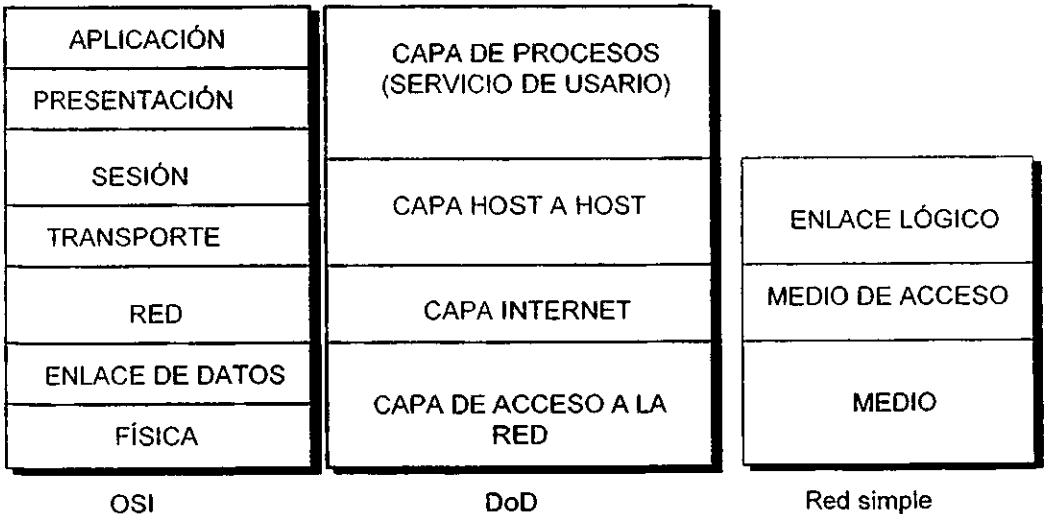 APLICACIÓN
PRESENTACIÓN
SESIÓN
TRANSPORTE
RED
ENLACE DE DATOS
FÍSICA
OSI
CAPA DE PROCESOS
(SERVICIO DE USARIO)
CAPA HOST A HOST
CAPA INTERNET
CAPA DE ACCESO A LA
RED
DoD
ENLACE LÓGICO
MEDIO DE ACCESO
MEDIO
Red simple